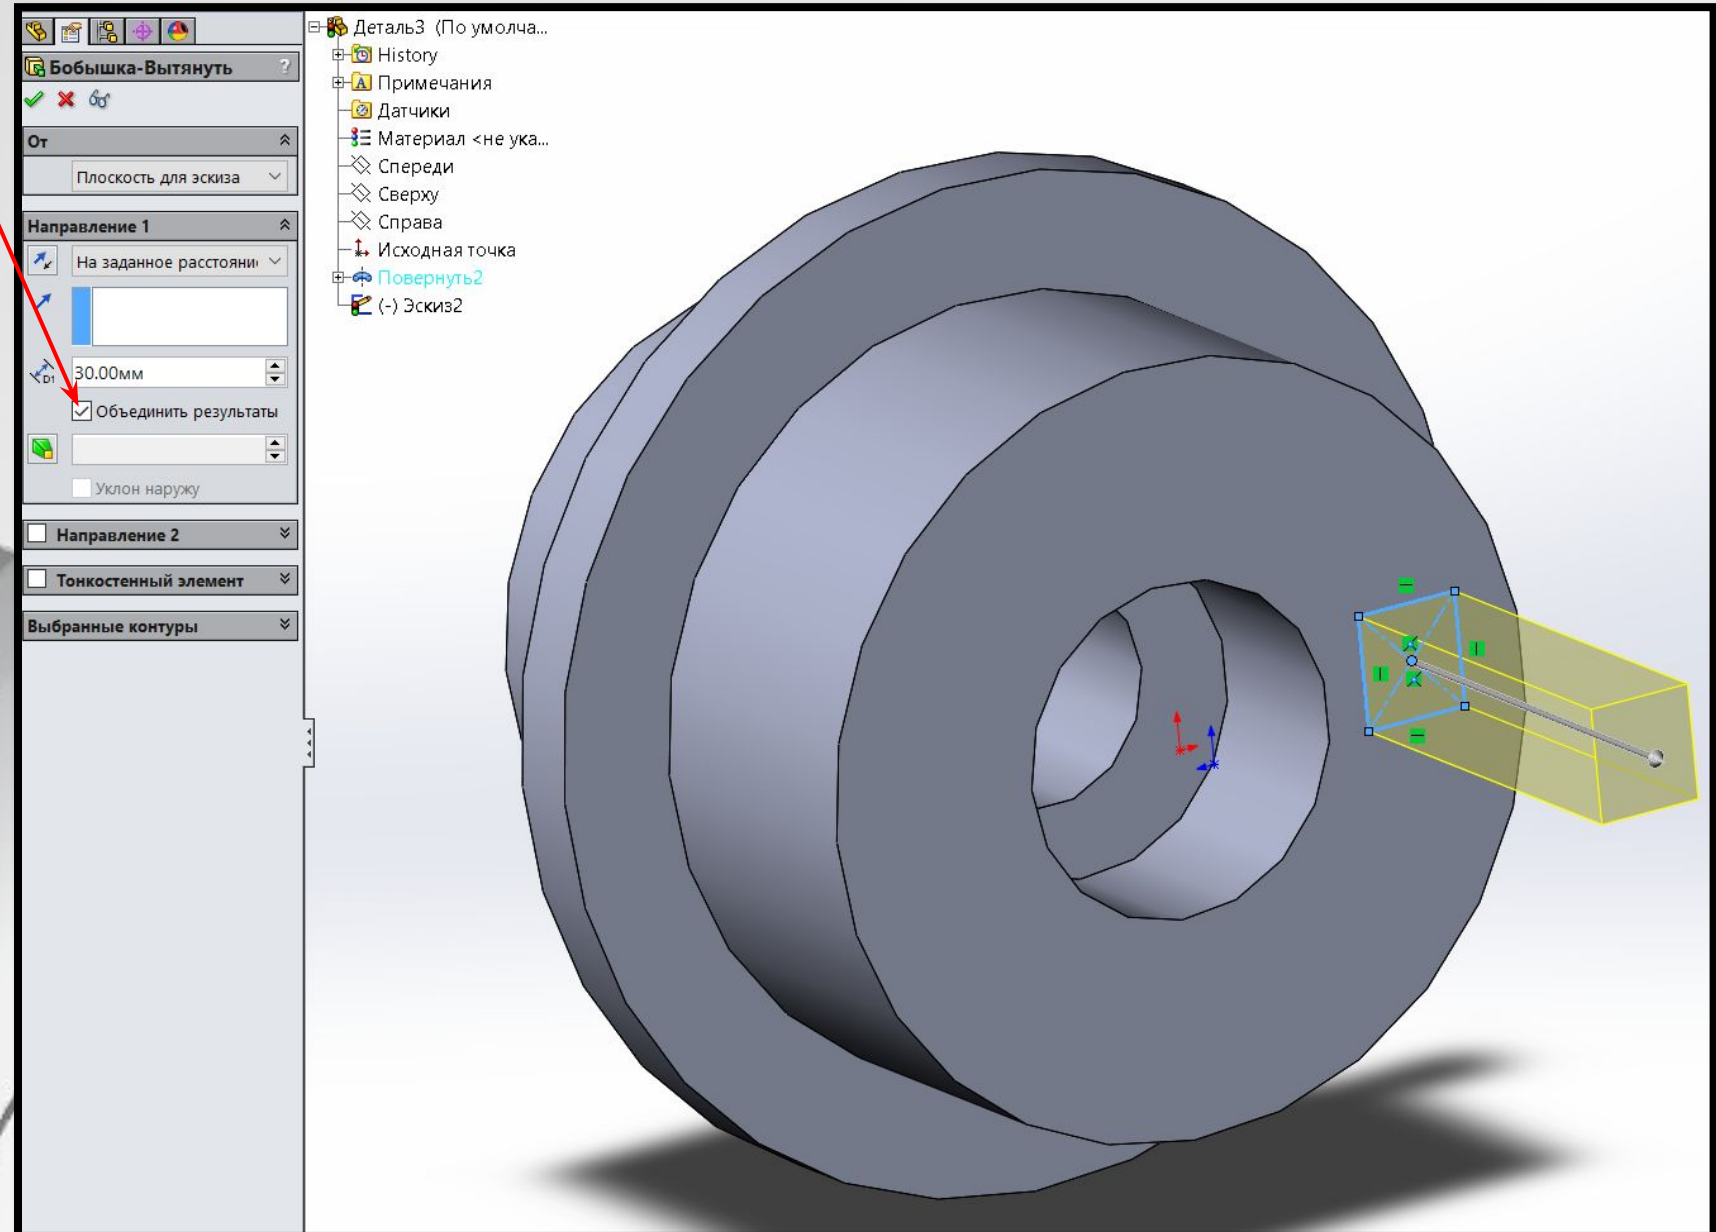 Бобышка-Вытянуть ?
От
Плоскость для эскиза
Направление 1
На заданное расстояни
D1 30.00мм
Объединить результаты
Уклон наружу
Направление 2
Тонкостенный элемент
Выбранные контуры
Деталь3 (По умолча...
History
A Примечания
Датчики
Материал <не ука...
Спереди
Сверху
Справа
Исходная точка
Повернуть2
(-) Эскиз2